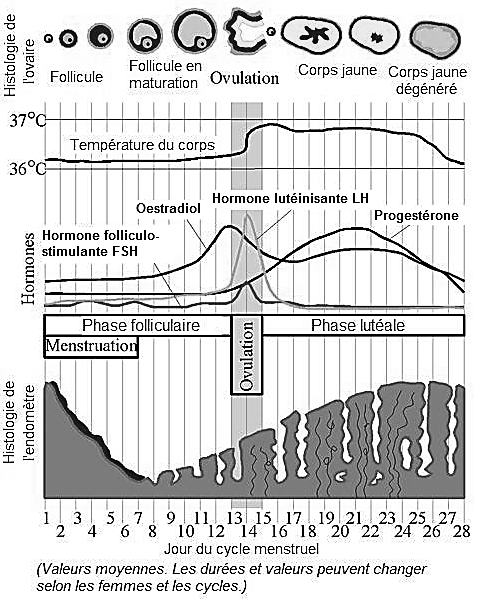 Histologie de
l'ovaire
Follicule
Follicule en
maturation
Ovulation
Corps jaune
Corps jaune
dégénéré
37°C
Température du corps
36°C
Hormones
Hormone lutéinisante LH
Oestradiol
Progestérone
Hormone folliculo-
stimulante FSH
Phase folliculaire
Ovulation
Phase lutéale
Menstruation
Histologie de
l'endomètre
1 3 5 7 9 11 13 15 17 19 21 23 25 27
2 4 6 8 10 12 14 16 18 20 22 24 26 28
Jour du cycle menstruel
(Valeurs moyennes. Les durées et valeurs peuvent changer
selon les femmes et les cycles.)